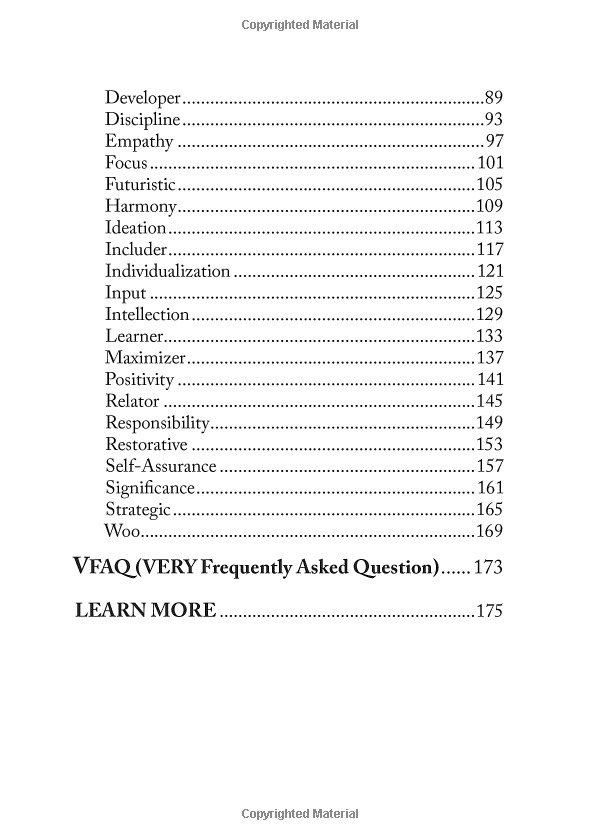 Copyrighted Material
Developer....................................................................89
Discipline....................................................................93
Empathy ....................................................................97
Focus....................................................................101
Futuristic....................................................................105
Harmony....................................................................109
Ideation....................................................................113
Includer....................................................................117
Individualization....................................................................121
Input ....................................................................125
Intellection....................................................................129
Learner....................................................................133
Maximizer....................................................................137
Positivity ....................................................................141
Relator ....................................................................145
Responsibility....................................................................149
Restorative ....................................................................153
Self-Assurance ....................................................................157
Significance....................................................................161
Strategic....................................................................165
Woo....................................................................169
VFAQ (VERY Frequently Asked Question)...... 173
LEARN MORE ....................................................................175
Copyrighted Material